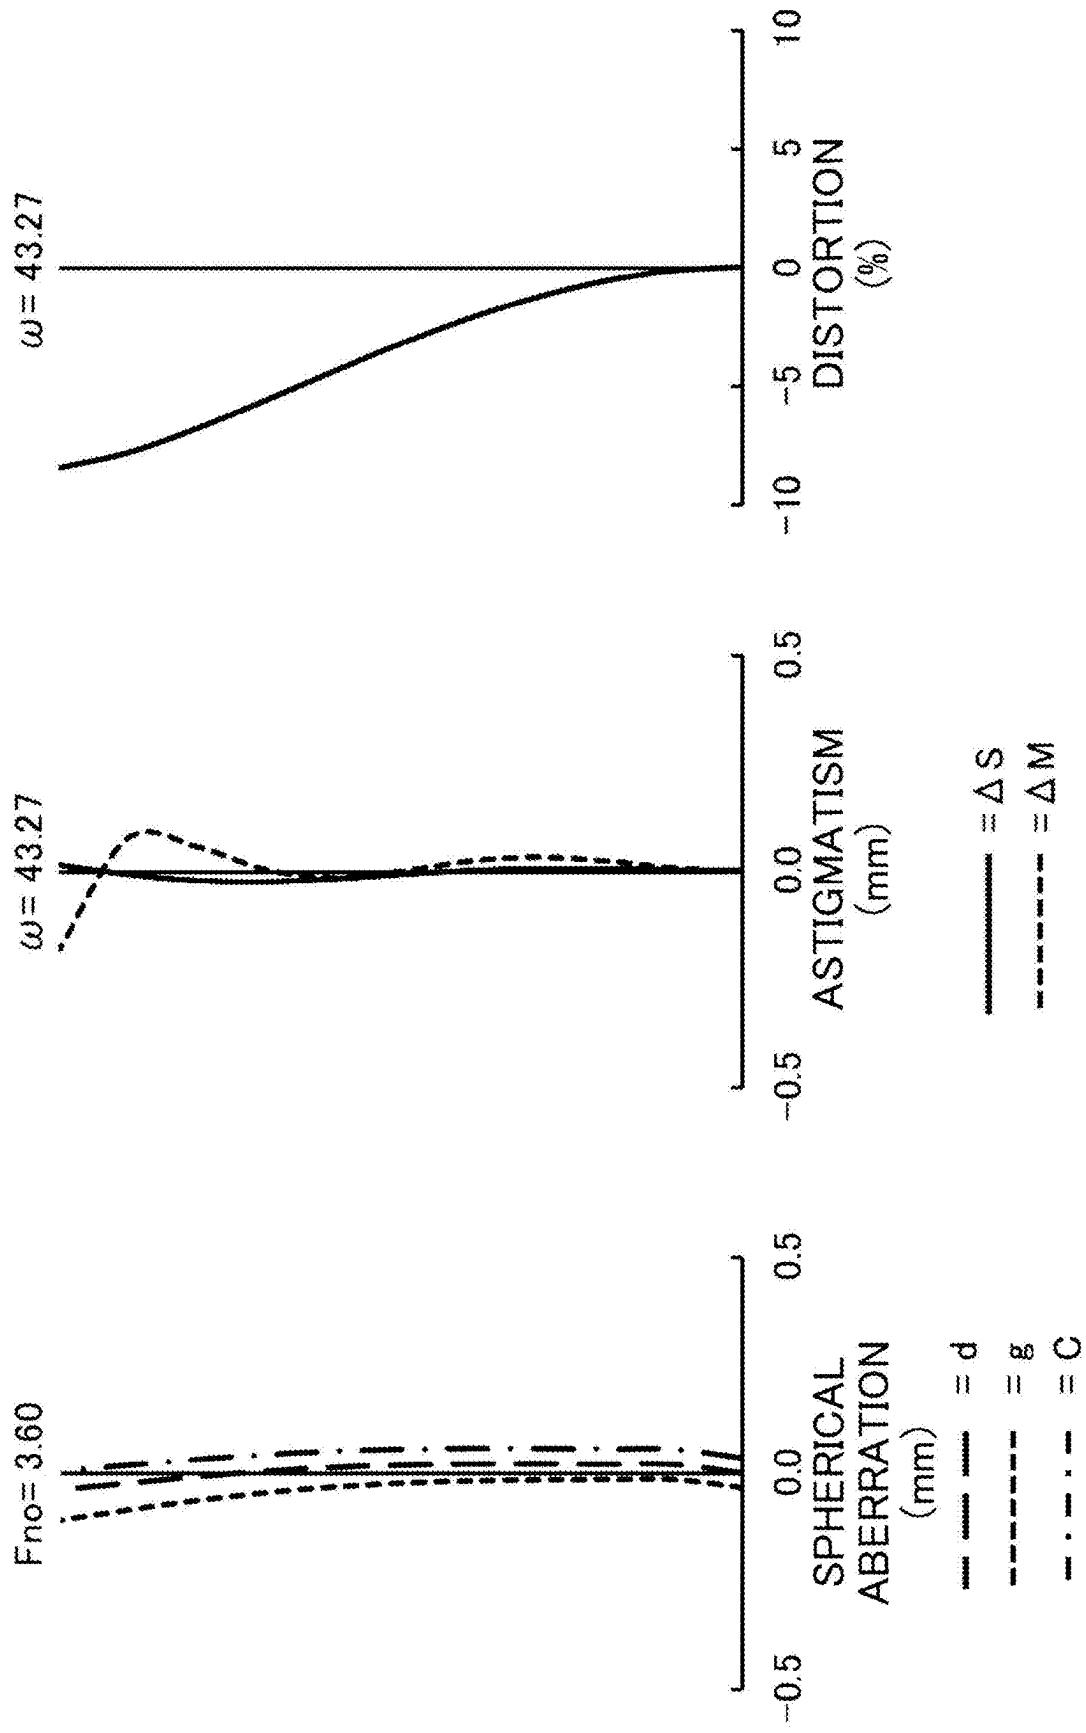 Fno= 3.60
−0.5
0.0
0.5
SPHERICAL
ABERRATION
(mm)
= d
= g
= C
ω= 43.27
−0.5
0.0
0.5
ASTIGMATISM
(mm)
= ΔS
= ΔM
ω= 43.27
−10
−5
0
5
10
DISTORTION
(%)